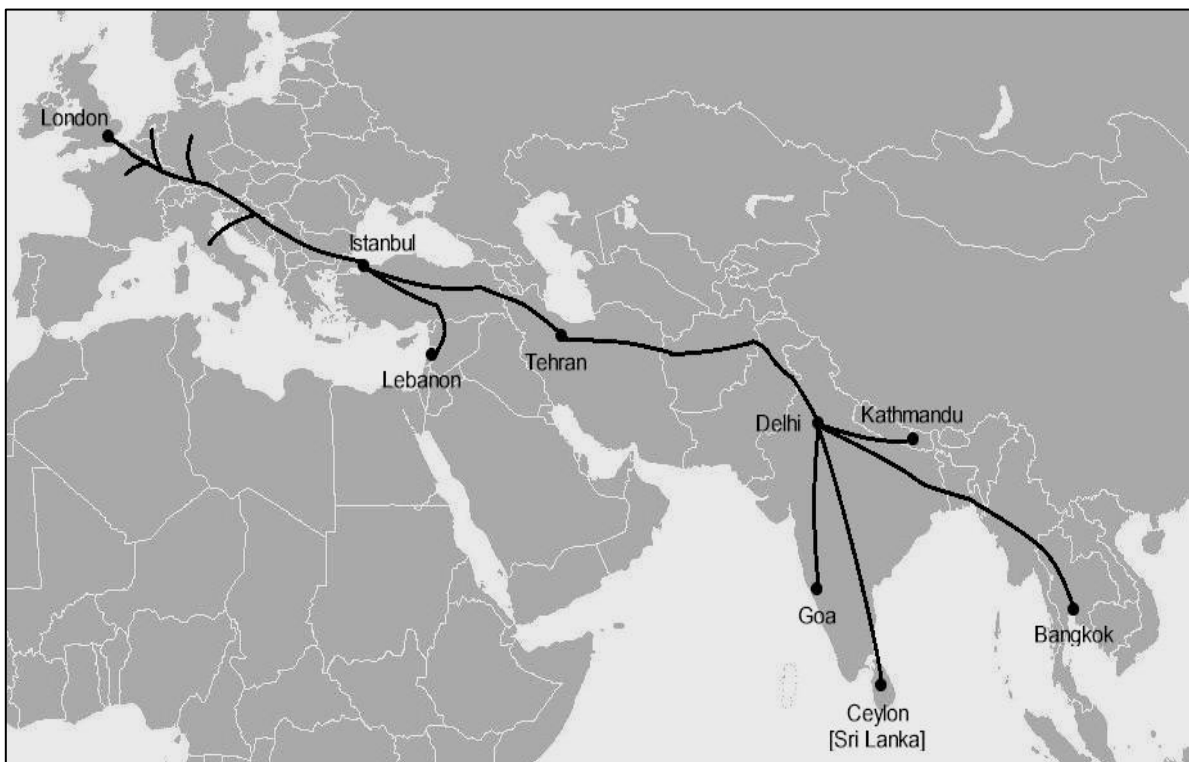 London
Istanbul
Lebanon
Tehran
Delhi
Kathmandu
Goa
Bangkok
Ceylon
[Sri Lanka]